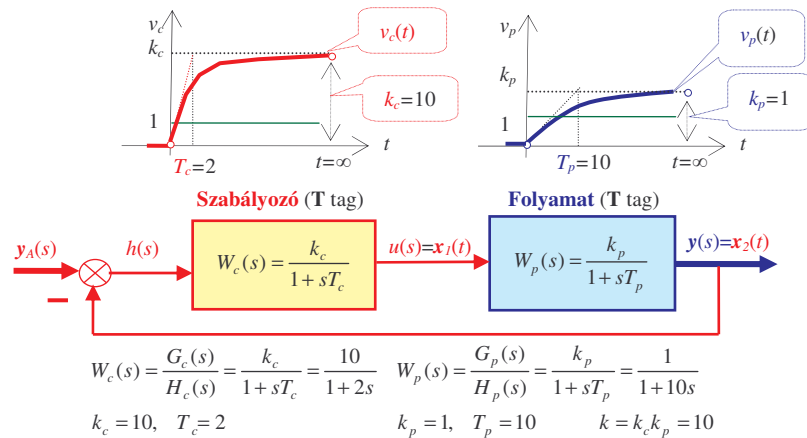 v_c
v_c(t)
k_c
k_c=10
1
T_c=2
t=∞
t
v_p
v_p(t)
k_p
k_p=1
1
T_p=10
t=∞
t
Szabályozó (T tag)
Folyamat (T tag)
y_A(s)
h(s)
W_c(s) = k_c / (1+sT_c)
u(s)=x_1(t)
W_p(s) = k_p / (1+sT_p)
y(s)=x_2(t)
−
W_c(s) = G_c(s)/H_c(s) = k_c/(1+sT_c) = 10/(1+2s)
W_p(s) = G_p(s)/H_p(s) = k_p/(1+sT_p) = 1/(1+10s)
k_c=10, T_c=2
k_p=1, T_p=10
k=k_c k_p=10